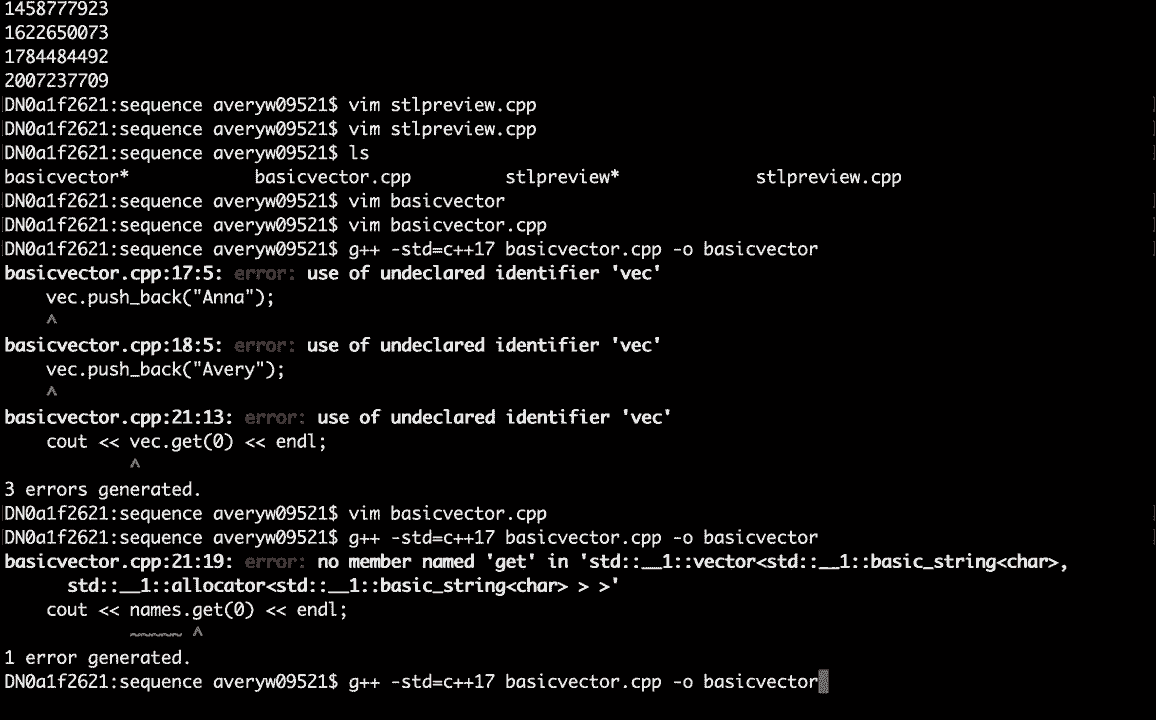 1458777923
1622650073
1784484492
2007237709
DN0a1f2621:sequence averyw09521$ vim stlpreview.cpp
DN0a1f2621:sequence averyw09521$ vim stlpreview.cpp
DN0a1f2621:sequence averyw09521$ ls
basicvector* basicvector.cpp stlpreview* stlpreview.cpp
DN0a1f2621:sequence averyw09521$ vim basicvector
DN0a1f2621:sequence averyw09521$ vim basicvector.cpp
DN0a1f2621:sequence averyw09521$ g++ -std=c++17 basicvector.cpp -o basicvector
basicvector.cpp:17:5: error: use of undeclared identifier 'vec'
vec.push_back("Anna");
^
basicvector.cpp:18:5: error: use of undeclared identifier 'vec'
vec.push_back("Avery");
^
basicvector.cpp:21:13: error: use of undeclared identifier 'vec'
cout << vec.get(0) << endl;
^
3 errors generated.
DN0a1f2621:sequence averyw09521$ vim basicvector.cpp
DN0a1f2621:sequence averyw09521$ g++ -std=c++17 basicvector.cpp -o basicvector
basicvector.cpp:21:19: error: no member named 'get' in 'std::__1::vector<std::__1::basic_string<char>,
std::__1::allocator<std::__1::basic_string<char> > >'
cout << names.get(0) << endl;
~~~~~ ^
1 error generated.
DN0a1f2621:sequence averyw09521$ g++ -std=c++17 basicvector.cpp -o basicvector